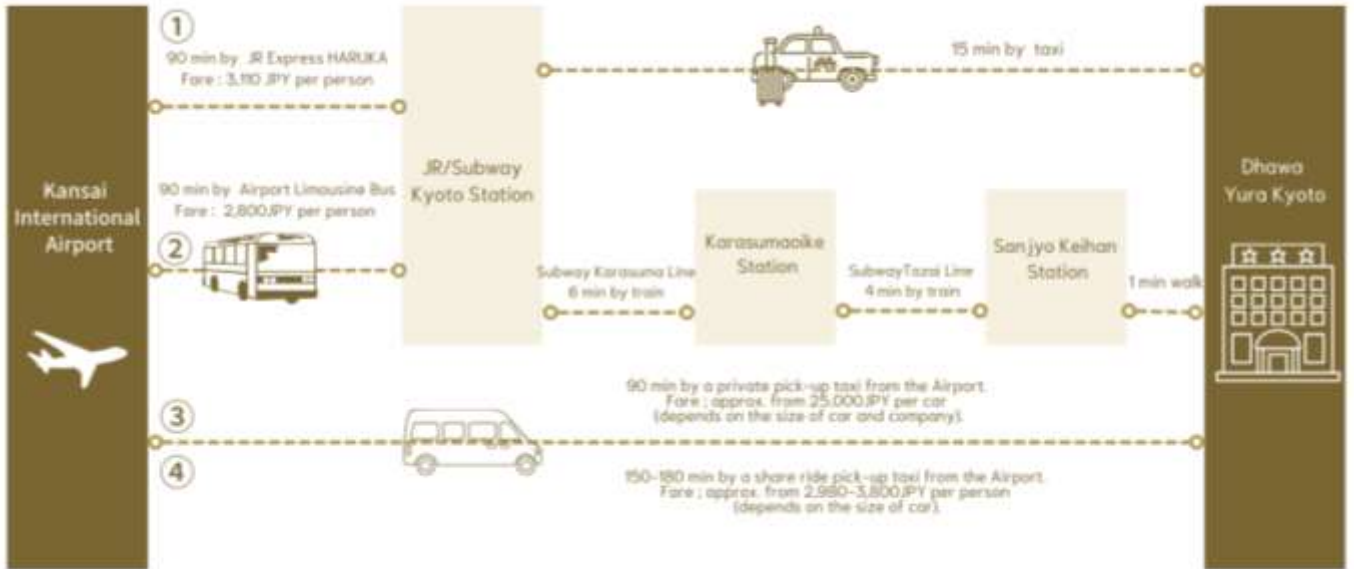 Kansai
International
Airport
①
90 min by JR Express HARUKA
Fare : 3,110 JPY per person
90 min by Airport Limousine Bus
Fare : 2,800JPY per person
②
JR/Subway
Kyoto Station
15 min by taxi
Subway Karasuma Line
6 min by train
Karasumaoike
Station
SubwayTozai Line
4 min by train
Sanjyo Keihan
Station
1 min walk
Dhawa
Yura Kyoto
③
90 min by a private pick-up taxi from the Airport.
Fare ; approx. from 25,000JPY per car
(depends on the size of car and company).
④
150-180 min by a share ride pick-up taxi from the Airport.
Fare ; approx. from 2,980-3,800JPY per person
(depends on the size of car).